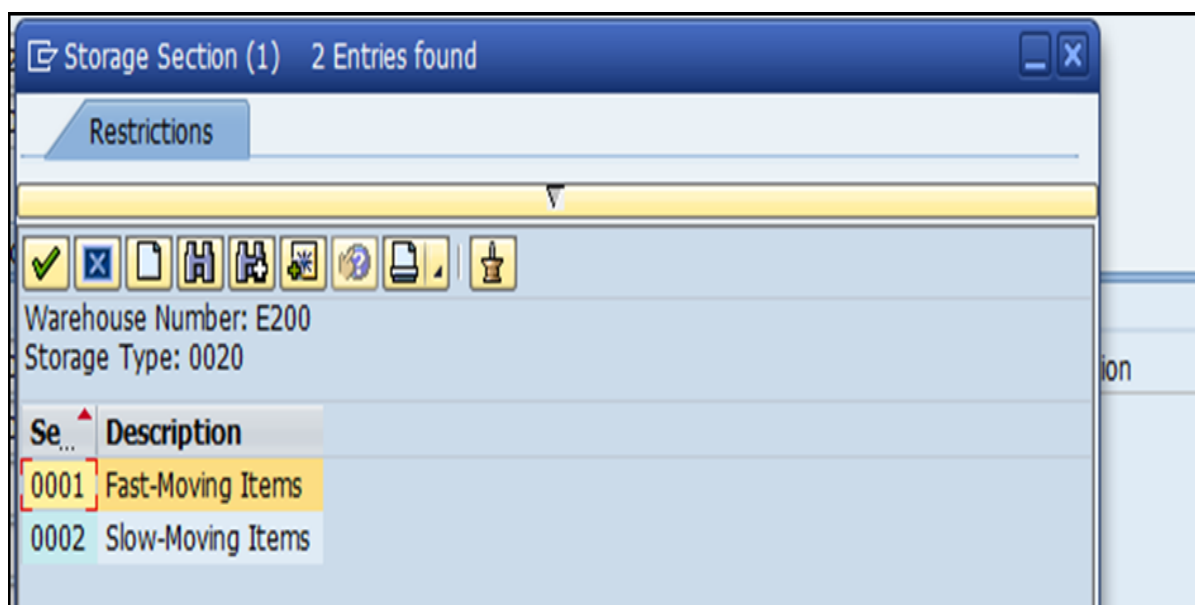 Storage Section (1) 2 Entries found
Restrictions
Warehouse Number: E200
Storage Type: 0020
ion
Se... Description
0001 Fast-Moving Items
0002 Slow-Moving Items